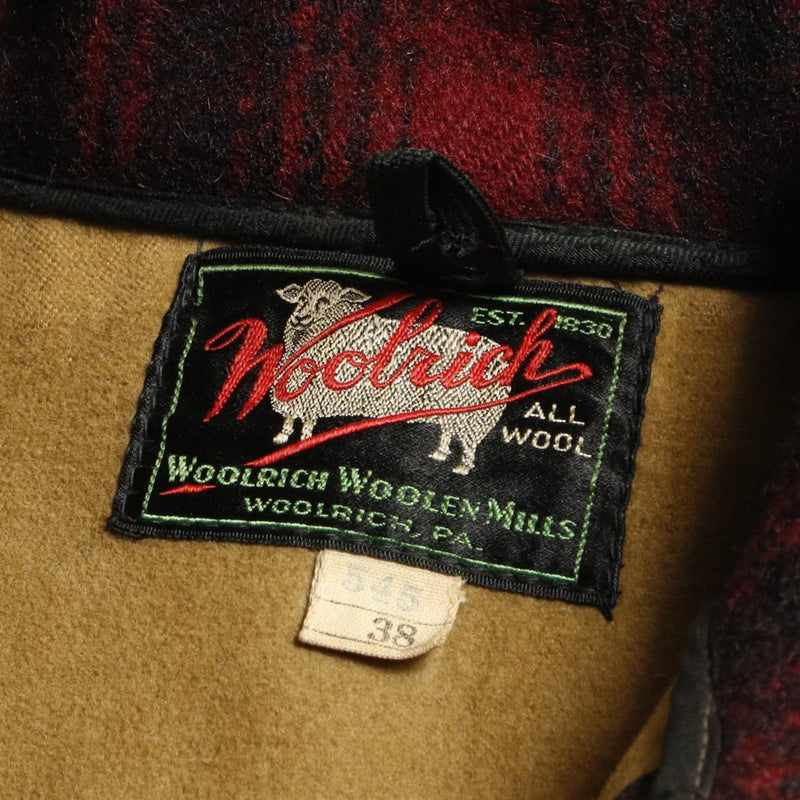 EST. 1830
Woolrich
ALL
WOOL
WOOLRICH WOOLEN MILLS
WOOLRICH, PA.
545
38